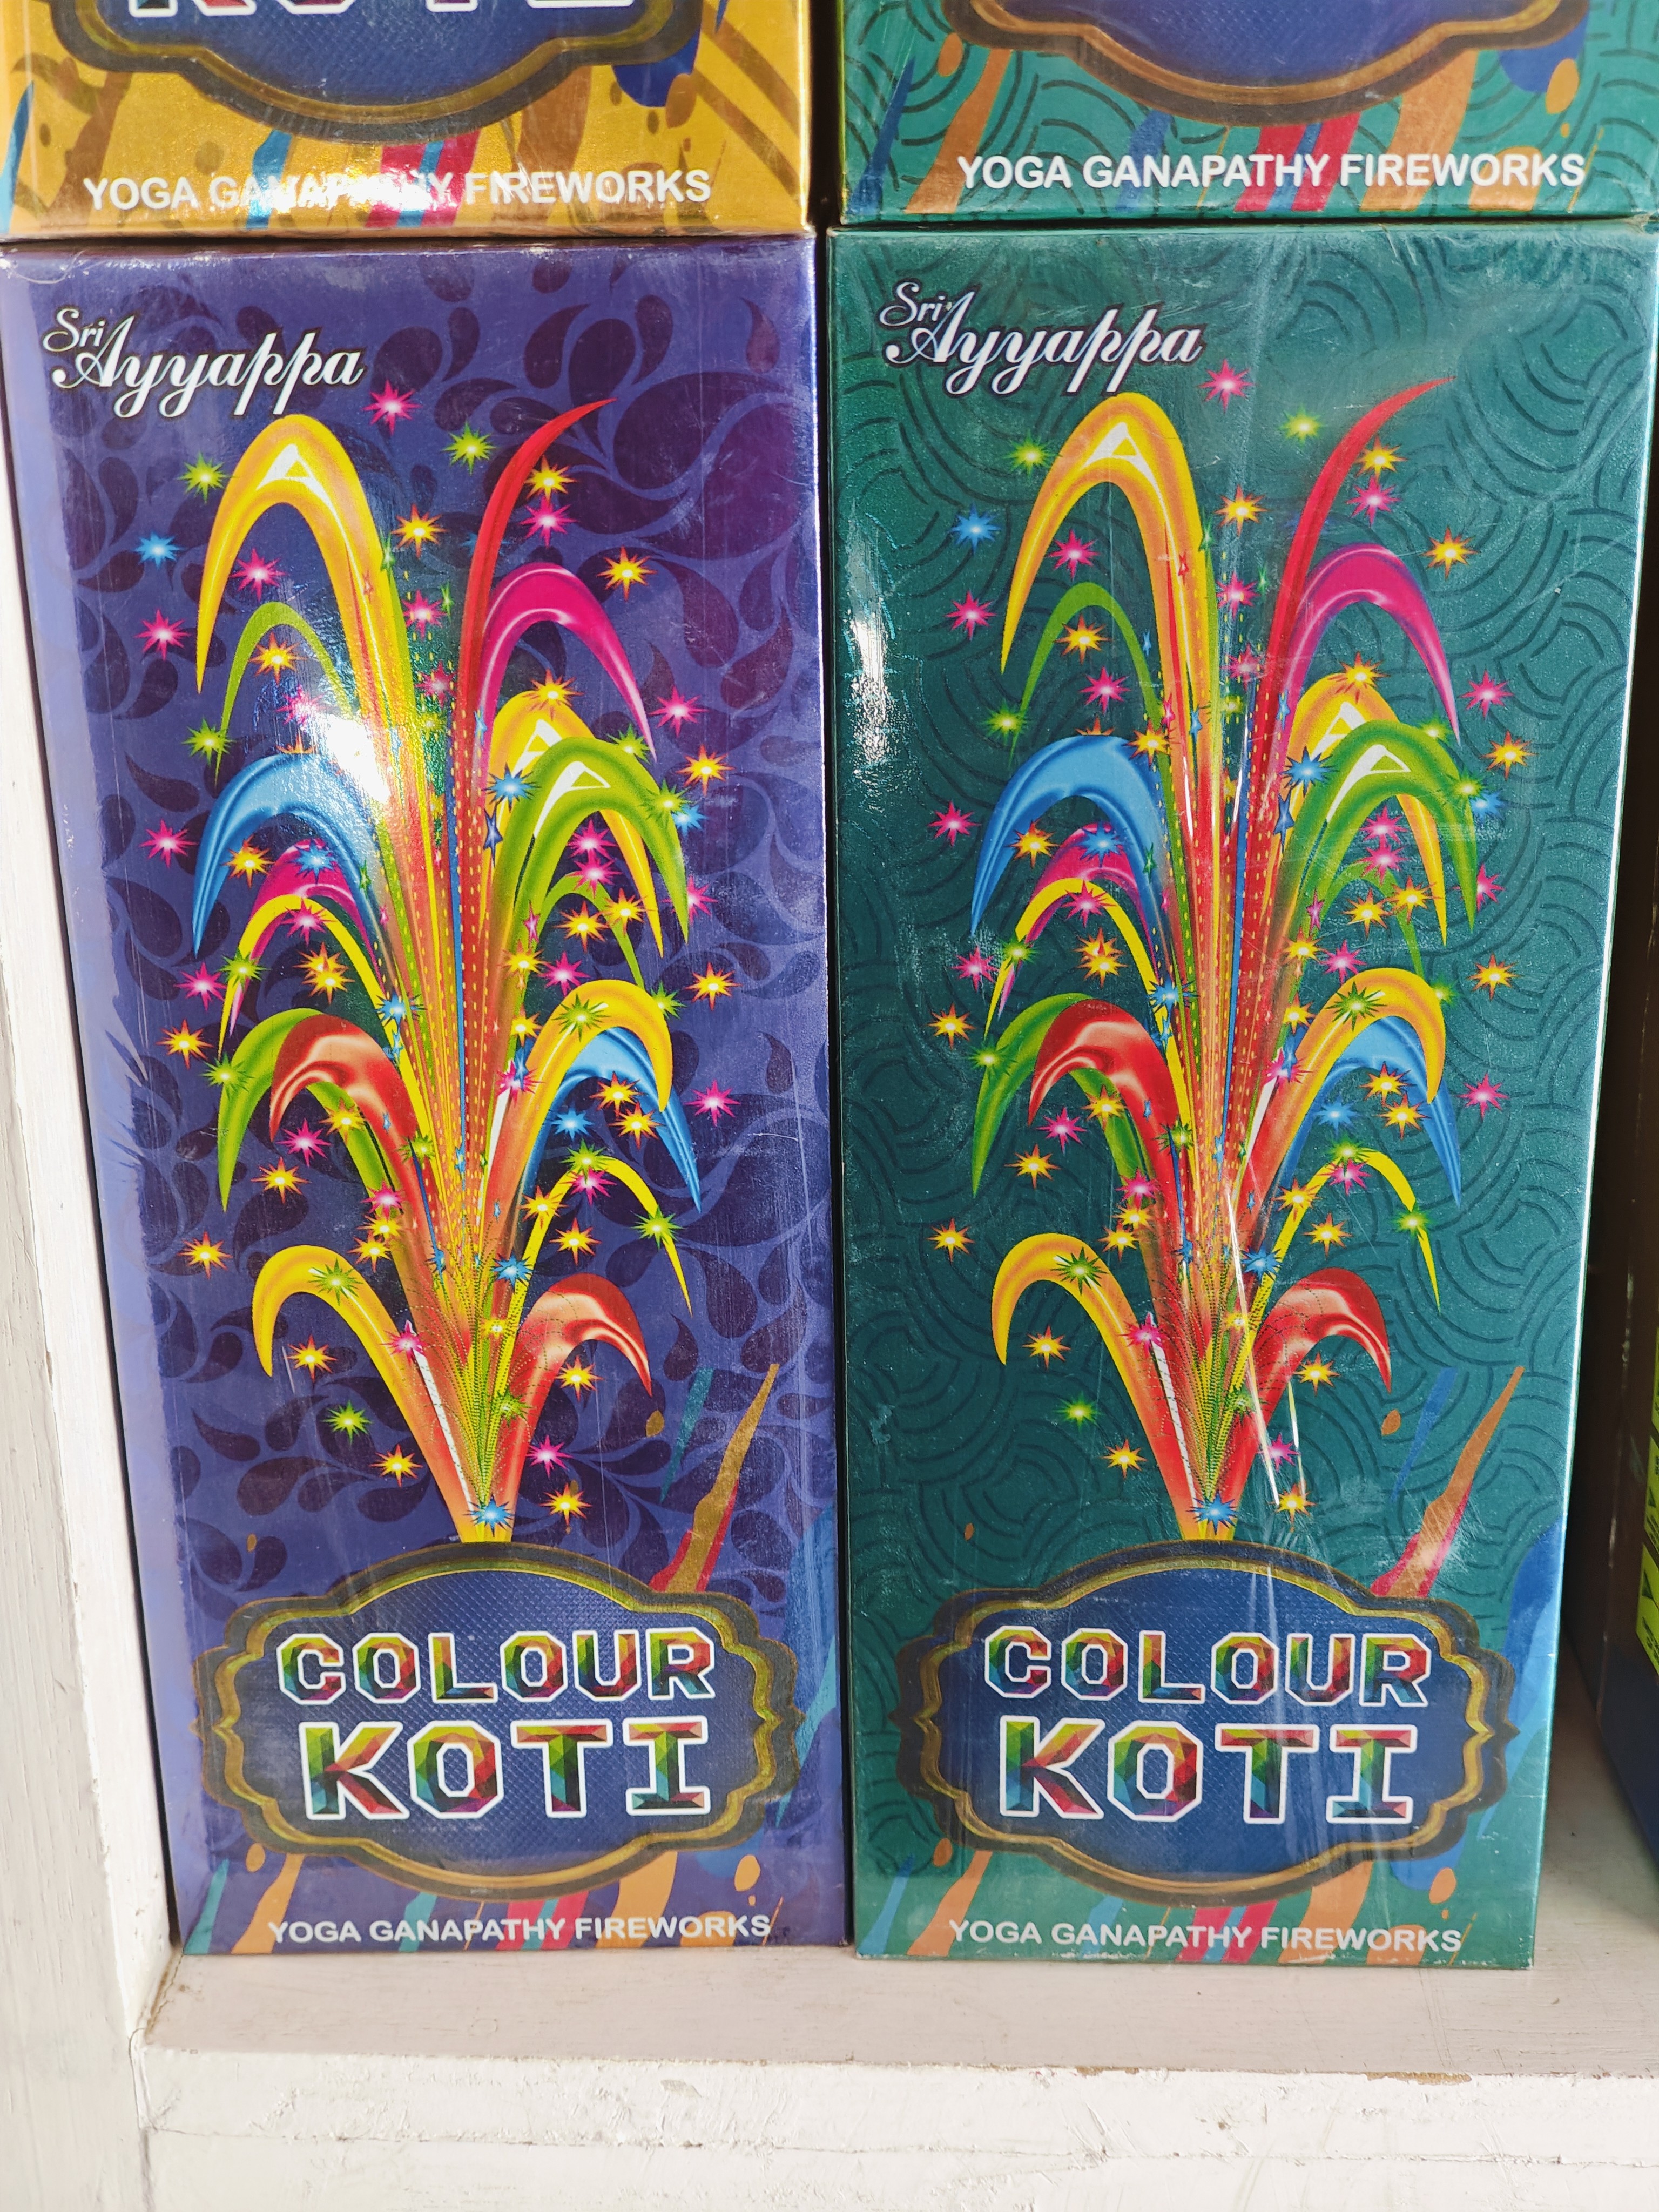 YOGA GANAPATHY FIREWORKS
YOGA GANAPATHY FIREWORKS
Sri
Ayyappa
COLOUR
KOTI
YOGA GANAPATHY FIREWORKS
Sri
Ayyappa
COLOUR
KOTI
YOGA GANAPATHY FIREWORKS